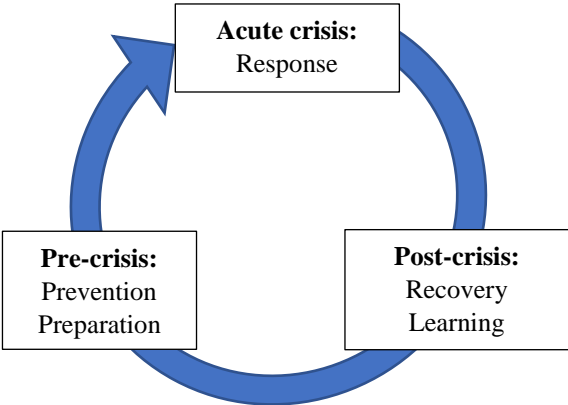 Acute crisis:
Response
Pre-crisis:
Prevention
Preparation
Post-crisis:
Recovery
Learning